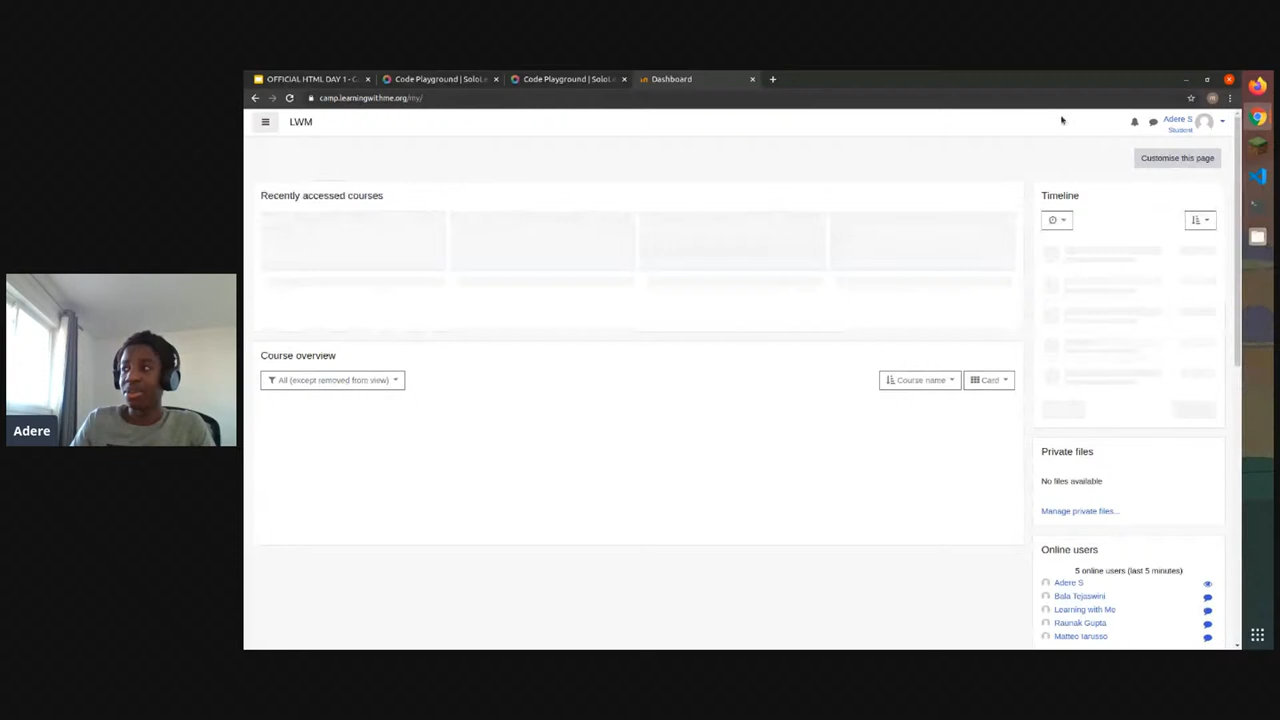 OFFICIAL HTML DAY 1 - G
Code Playground | SoloLe
Code Playground | SoloLe
Dashboard
camp.learningwithme.org/my/
LWM
Adere S
Student
Customise this page
Recently accessed courses
Timeline
Course overview
All (except removed from view)
Course name
Card
Private files
No files available
Manage private files...
Online users
5 online users (last 5 minutes)
Adere S
Bala Tejaswini
Learning with Me
Raunak Gupta
Matteo Iarusso
Adere